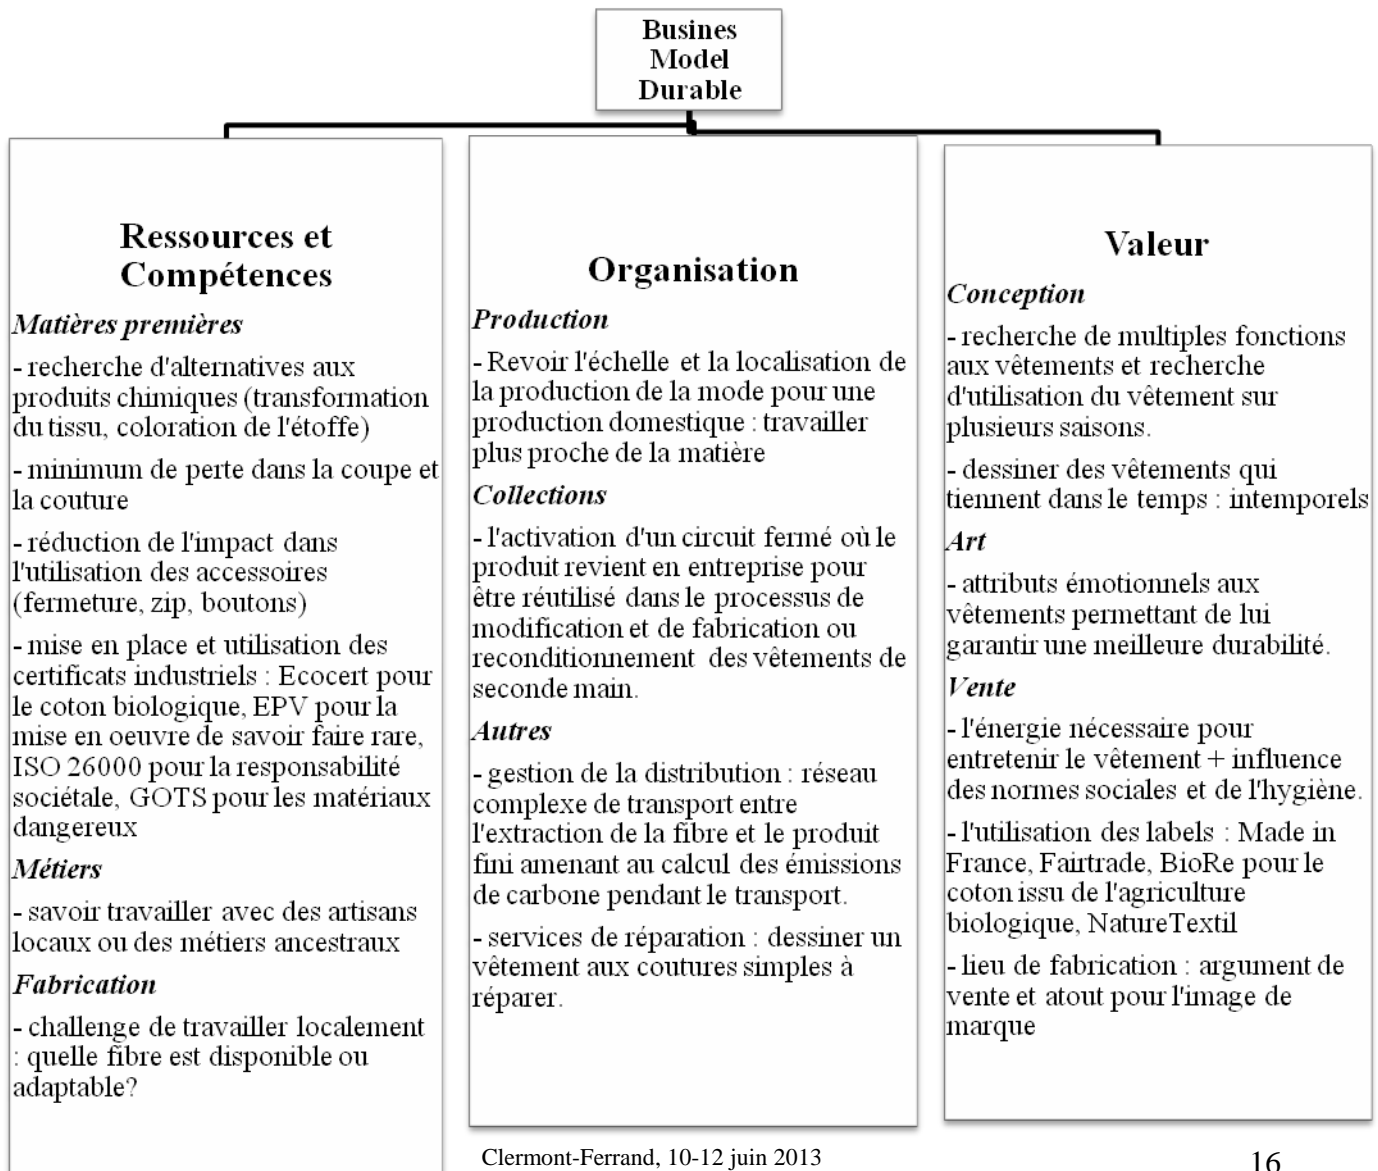 Busines
Model
Durable
Ressources et
Compétences
Matières premières
- recherche d'alternatives aux
produits chimiques (transformation
du tissu, coloration de l'étoffe)
- minimum de perte dans la coupe et
la couture
- réduction de l'impact dans
l'utilisation des accessoires
(fermeture, zip, boutons)
- mise en place et utilisation des
certificats industriels : Ecocert pour
le coton biologique, EPV pour la
mise en oeuvre de savoir faire rare,
ISO 26000 pour la responsabilité
sociétale, GOTS pour les matériaux
dangereux
Métiers
- savoir travailler avec des artisans
locaux ou des métiers ancestraux
Fabrication
- challenge de travailler localement
: quelle fibre est disponible ou
adaptable?
Organisation
Production
- Revoir l'échelle et la localisation de
la production de la mode pour une
production domestique : travailler
plus proche de la matière
Collections
- l'activation d'un circuit fermé où le
produit revient en entreprise pour
être réutilisé dans le processus de
modification et de fabrication ou
reconditionnement des vêtements de
seconde main.
Autres
- gestion de la distribution : réseau
complexe de transport entre
l'extraction de la fibre et le produit
fini amenant au calcul des émissions
de carbone pendant le transport.
- services de réparation : dessiner un
vêtement aux coutures simples à
réparer.
Valeur
Conception
- recherche de multiples fonctions
aux vêtements et recherche
d'utilisation du vêtement sur
plusieurs saisons.
- dessiner des vêtements qui
tiennent dans le temps : intemporels
Art
- attributs émotionnels aux
vêtements permettant de lui
garantir une meilleure durabilité.
Vente
- l'énergie nécessaire pour
entretenir le vêtement + influence
des normes sociales et de l'hygiène.
- l'utilisation des labels : Made in
France, Fairtrade, BioRe pour le
coton issu de l'agriculture
biologique, NatureTextil
- lieu de fabrication : argument de
vente et atout pour l'image de
marque
Clermont-Ferrand, 10-12 juin 2013
16